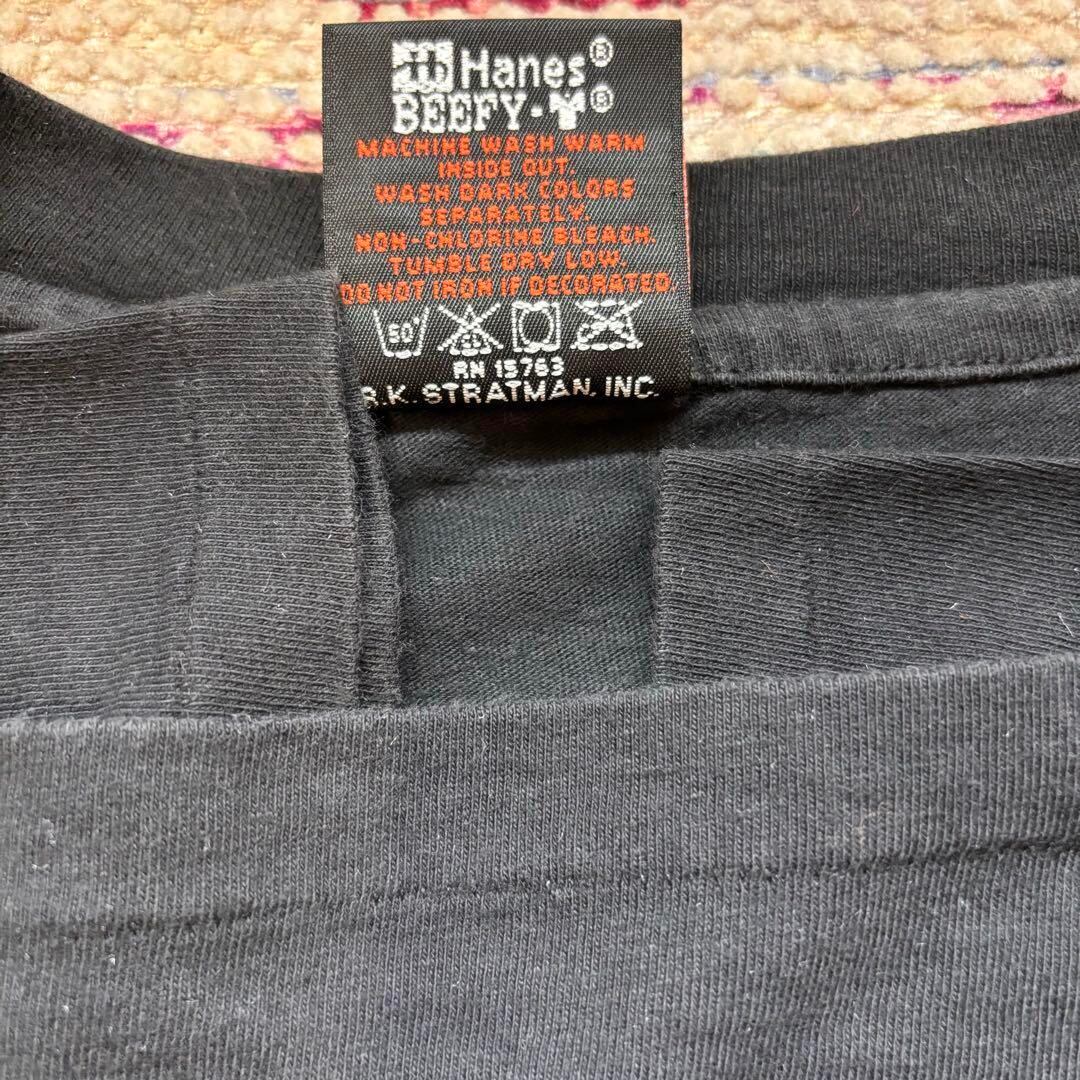 Hanes®
BEEFY-T®
MACHINE WASH WARM
INSIDE OUT.
WASH DARK COLORS
SEPARATELY.
NON-CHLORINE BLEACH.
TUMBLE DRY LOW.
DO NOT IRON IF DECORATED.
50
RN 15763
R.K. STRATMAN, INC.